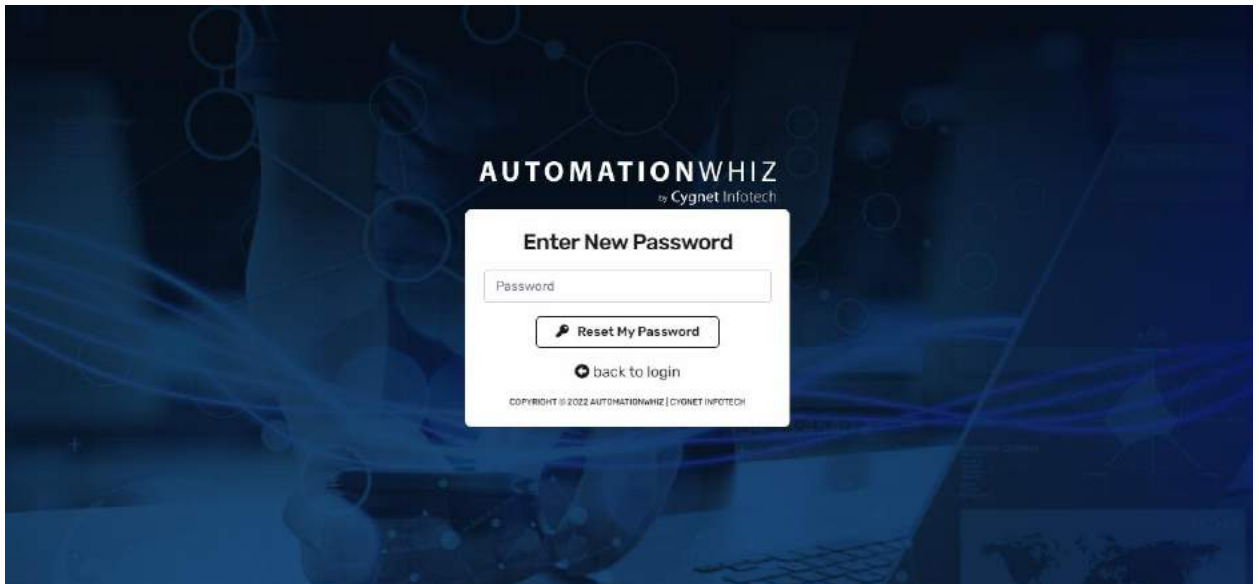 AUTOMATIONWHIZ
by Cygnet Infotech
Enter New Password
Password
Reset My Password
back to login
COPYRIGHT © 2022 AUTOMATIONWHIZ | CYGNET INFOTECH